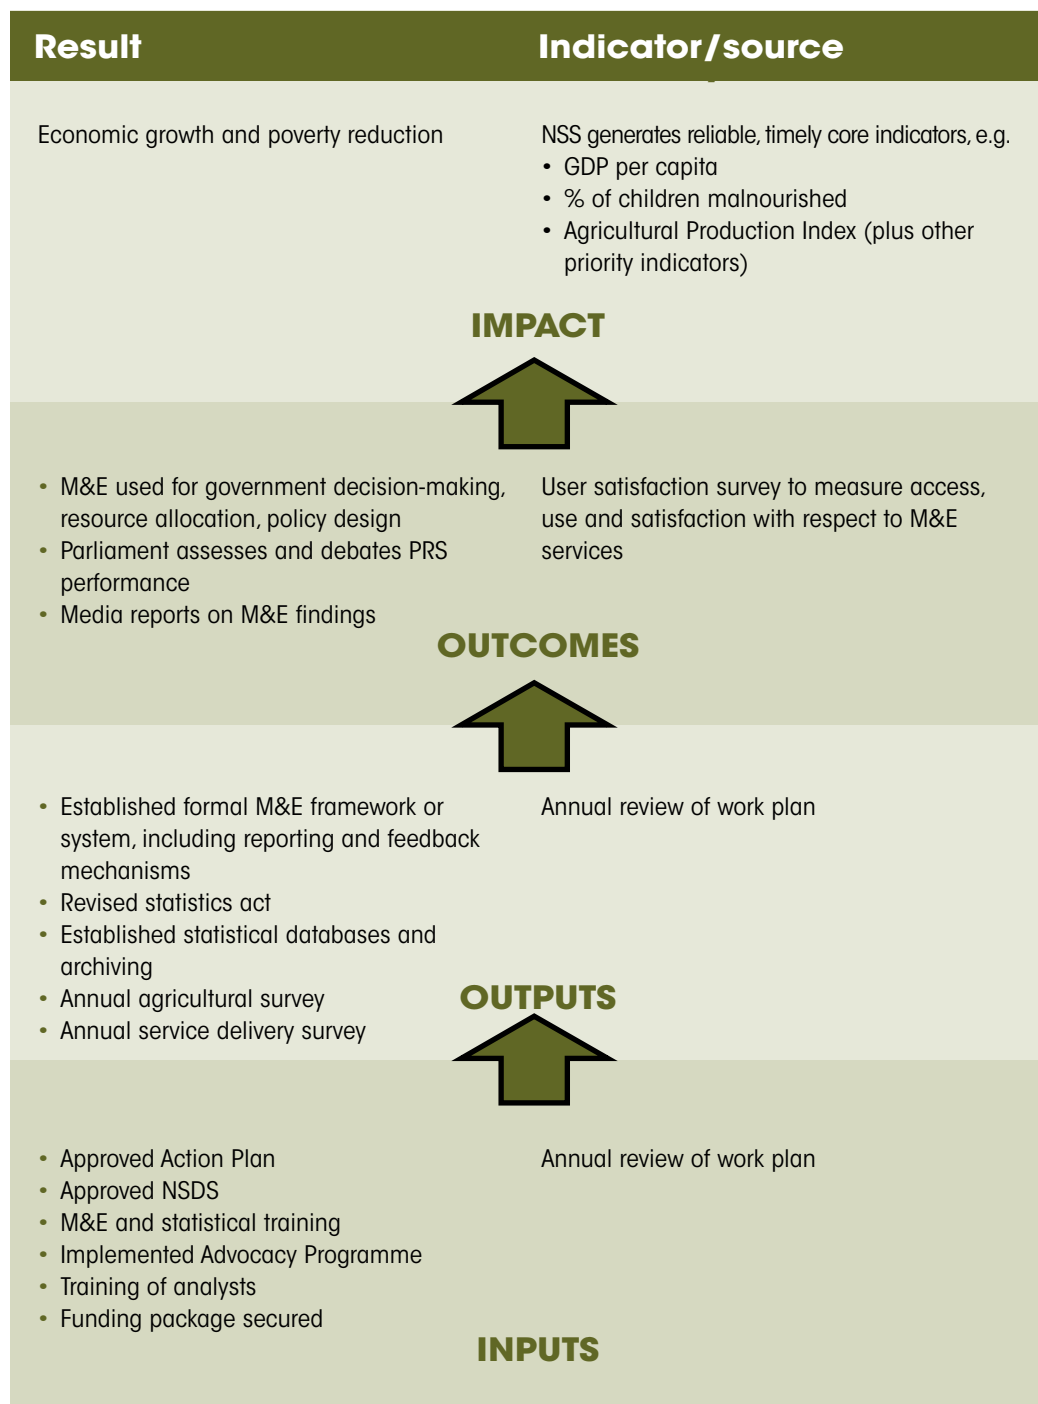 Result
Indicator/source
Economic growth and poverty reduction
NSS generates reliable, timely core indicators, e.g.
• GDP per capita
• % of children malnourished
• Agricultural Production Index (plus other
priority indicators)
IMPACT
• M&E used for government decision-making,
resource allocation, policy design
• Parliament assesses and debates PRS
performance
• Media reports on M&E findings
User satisfaction survey to measure access,
use and satisfaction with respect to M&E
services
OUTCOMES
• Established formal M&E framework or
system, including reporting and feedback
mechanisms
• Revised statistics act
• Established statistical databases and
archiving
• Annual agricultural survey
• Annual service delivery survey
Annual review of work plan
OUTPUTS
• Approved Action Plan
• Approved NSDS
• M&E and statistical training
• Implemented Advocacy Programme
• Training of analysts
• Funding package secured
Annual review of work plan
INPUTS